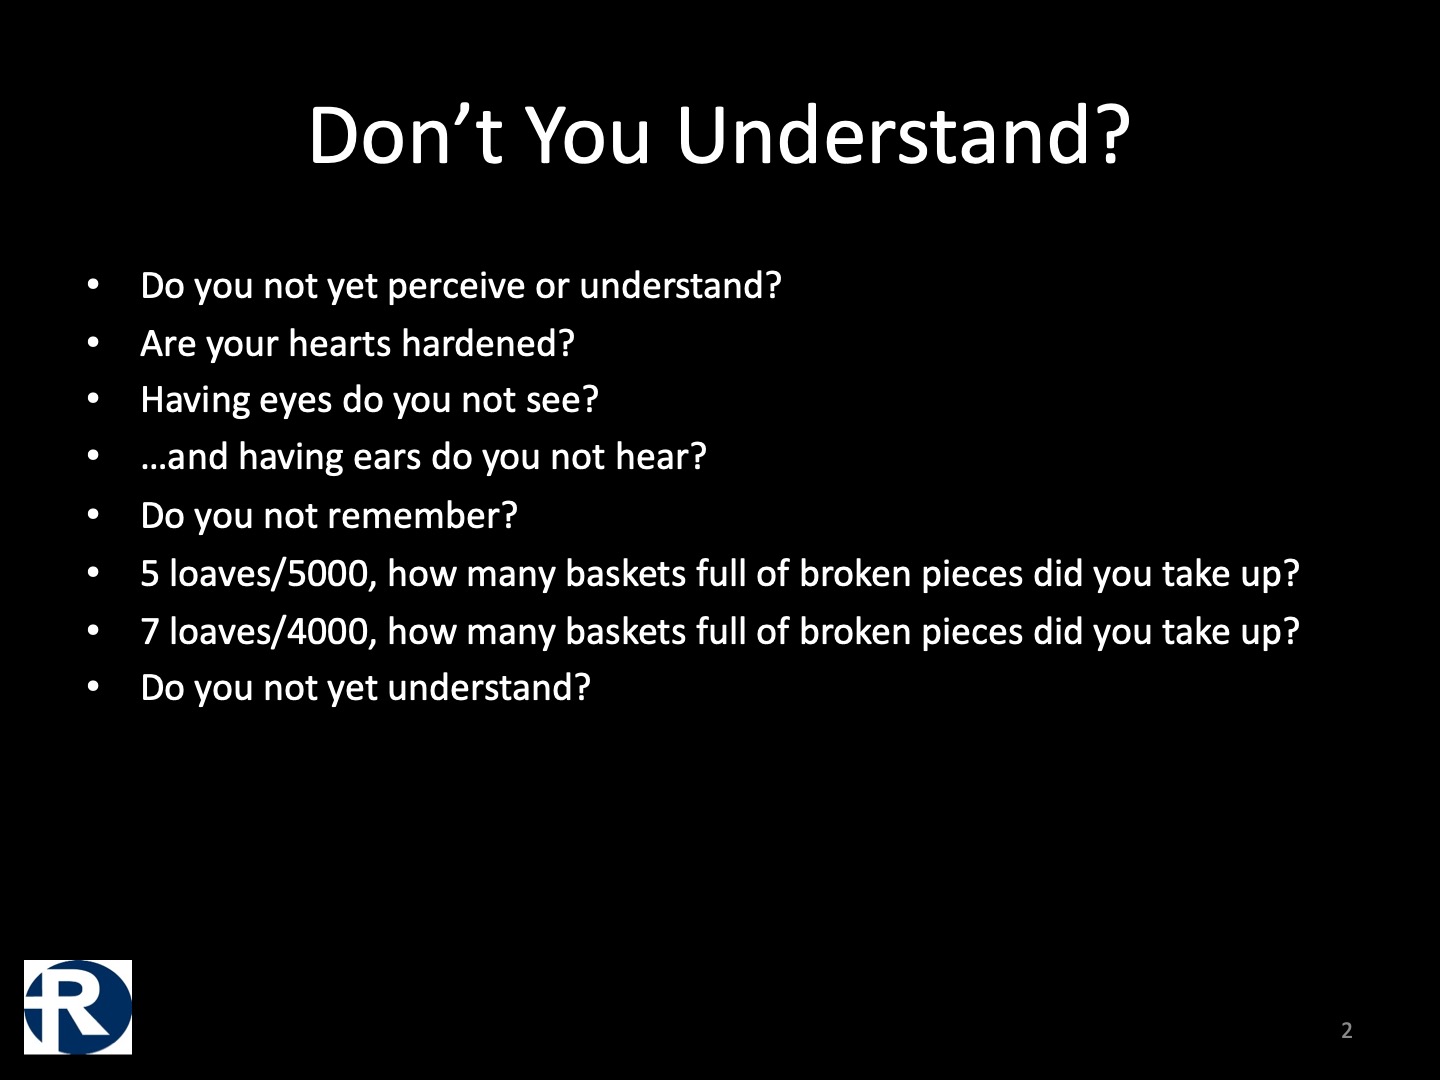 Don’t You Understand?
• Do you not yet perceive or understand?
• Are your hearts hardened?
• Having eyes do you not see?
• …and having ears do you not hear?
• Do you not remember?
• 5 loaves/5000, how many baskets full of broken pieces did you take up?
• 7 loaves/4000, how many baskets full of broken pieces did you take up?
• Do you not yet understand?
R
2